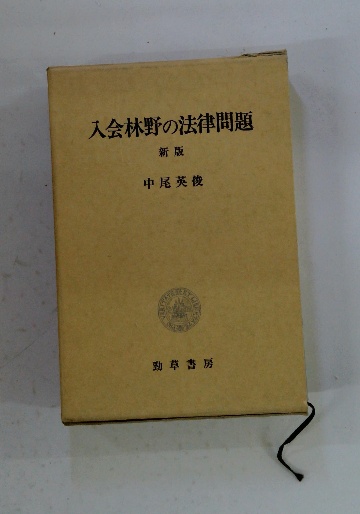 入会林野の法律問題
新版
中尾英俊
勁草書房